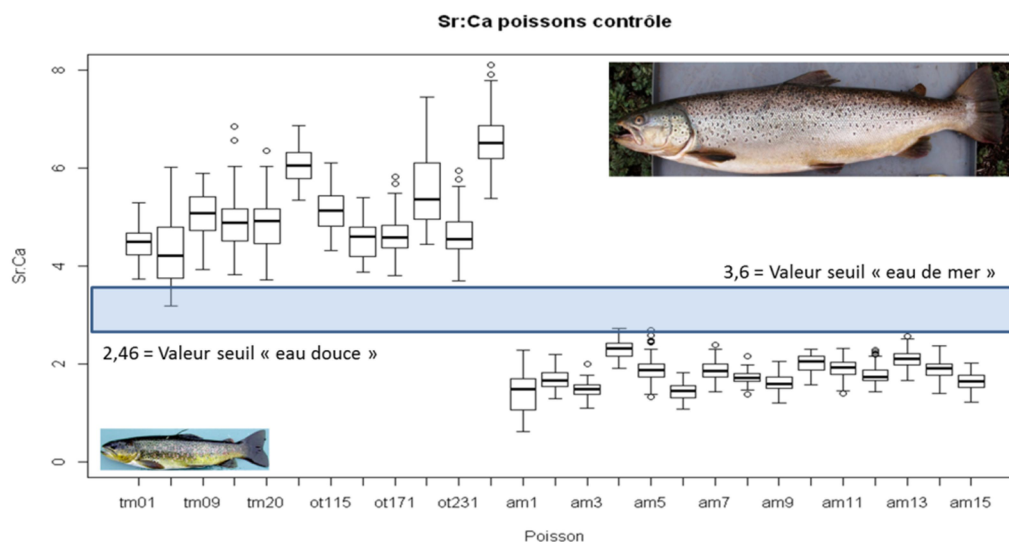 Sr:Ca poissons contrôle
8
6
4
2
0
Sr:Ca
3,6 = Valeur seuil « eau de mer »
2,46 = Valeur seuil « eau douce »
tm01 tm09 tm20 ot115 ot171 ot231 am1 am3 am5 am7 am9 am11 am13 am15
Poisson